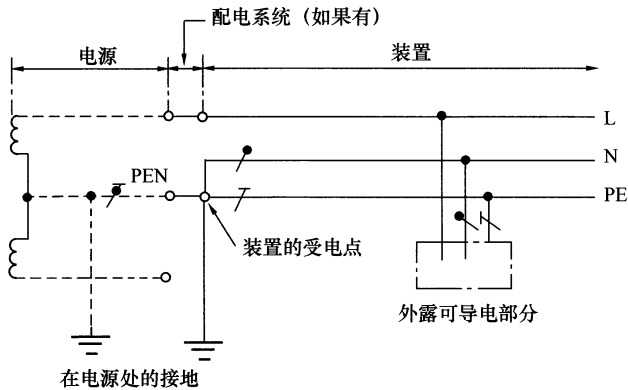 配电系统（如果有）
电源
装置
L
N
PEN
PE
装置的受电点
外露可导电部分
在电源处的接地